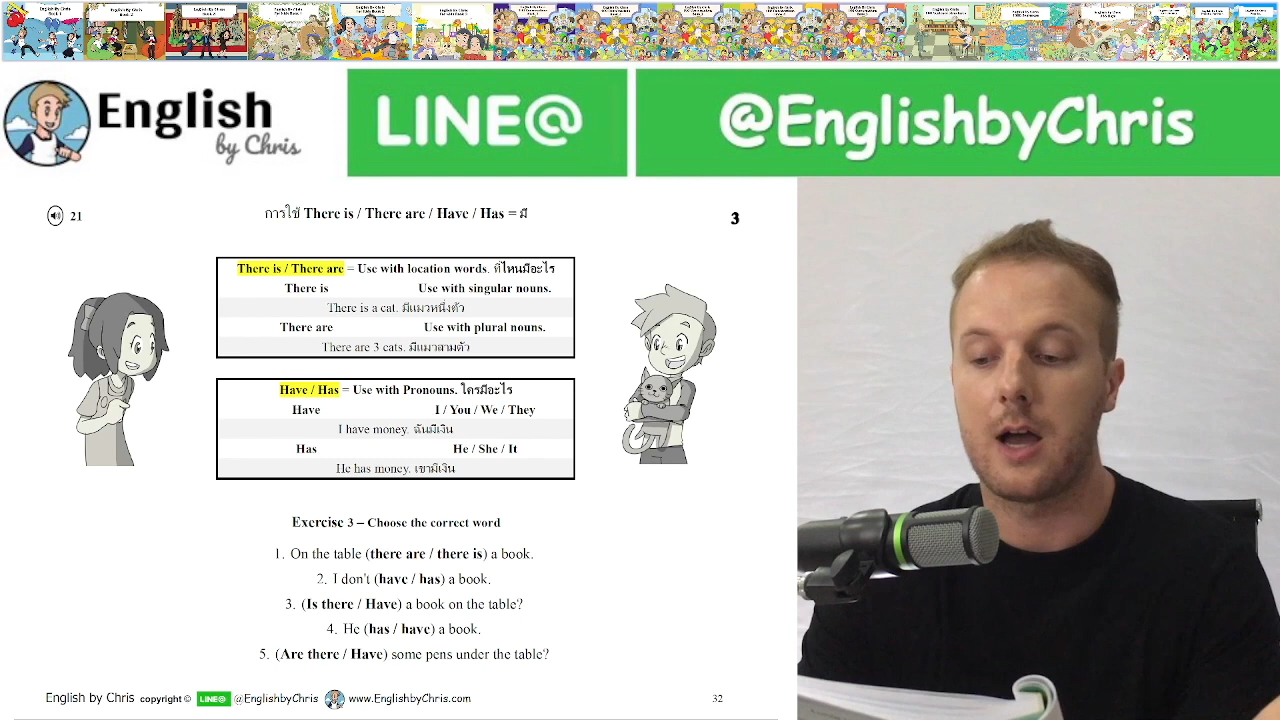 English
by Chris
LINE@
@EnglishbyChris
21
การใช้ There is / There are / Have / Has = มี
3
There is / There are = Use with location words. ที่ไหนมีอะไร
There is Use with singular nouns.
There is a cat. มีแมวหนึ่งตัว
There are Use with plural nouns.
There are 3 cats. มีแมวสามตัว
Have / Has = Use with Pronouns. ใครมีอะไร
Have I / You / We / They
I have money. ฉันมีเงิน
Has He / She / It
He has money. เขามีเงิน
Exercise 3 – Choose the correct word
1. On the table (there are / there is) a book.
2. I don't (have / has) a book.
3. (Is there / Have) a book on the table?
4. He (has / have) a book.
5. (Are there / Have) some pens under the table?
English by Chris copyright © LINE@ @EnglishbyChris www.EnglishbyChris.com
32